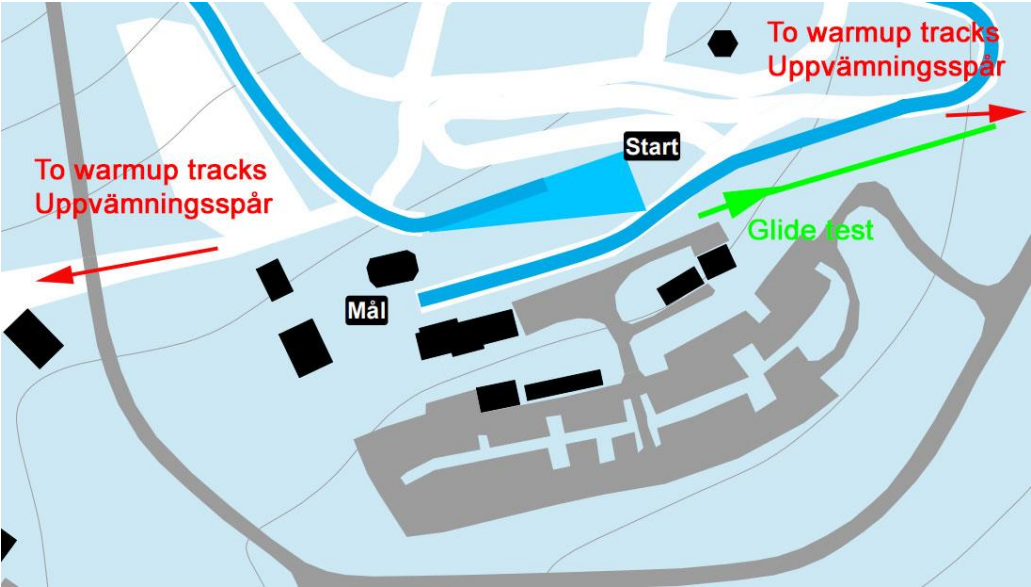 To warmup tracks
Uppvämningsspår
Start
To warmup tracks
Uppvämningsspår
Glide test
Mål